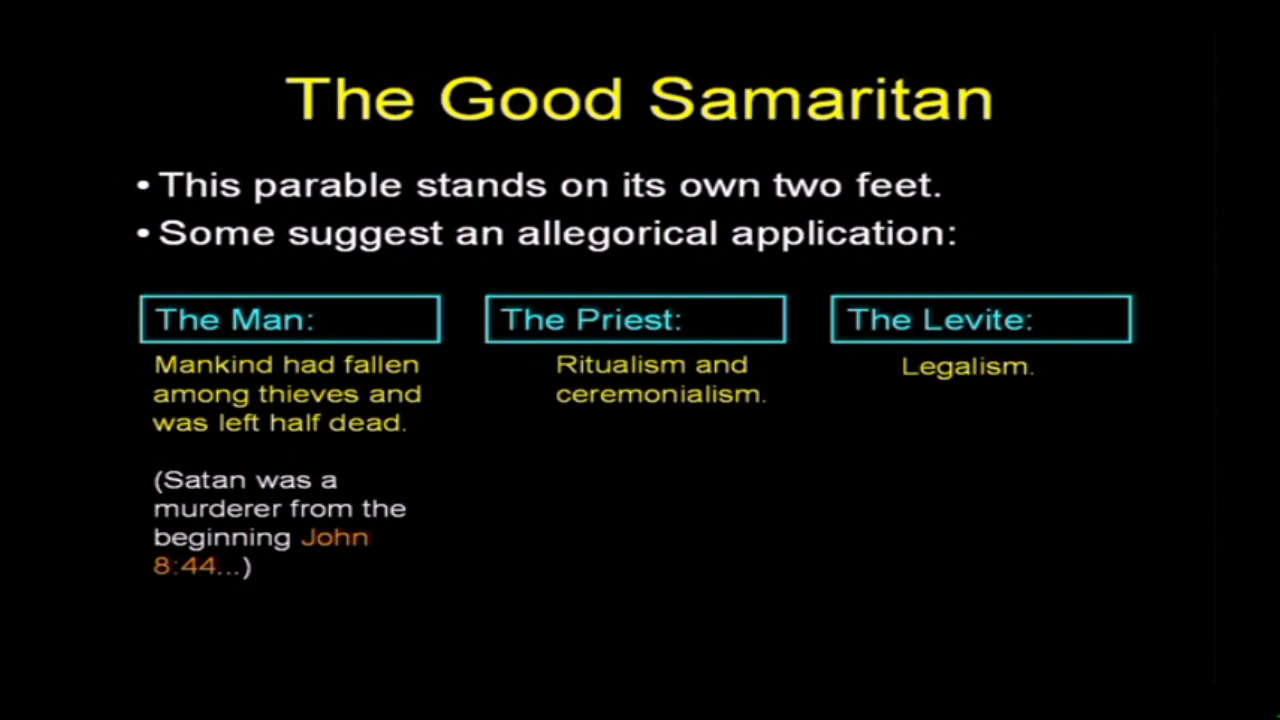 The Good Samaritan
• This parable stands on its own two feet.
• Some suggest an allegorical application:
The Man:
Mankind had fallen
among thieves and
was left half dead.
(Satan was a
murderer from the
beginning John
8:44...)
The Priest:
Ritualism and
ceremonialism.
The Levite:
Legalism.